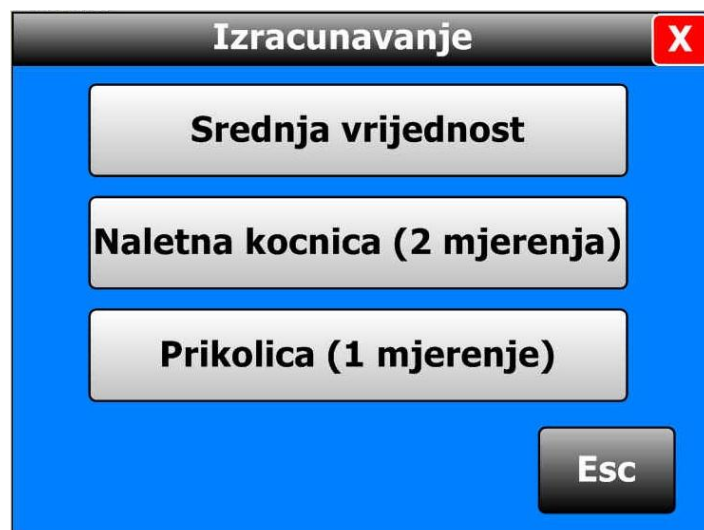 Izracunavanje
X
Srednja vrijednost
Naletna kocnica (2 mjerenja)
Prikolica (1 mjerenje)
Esc